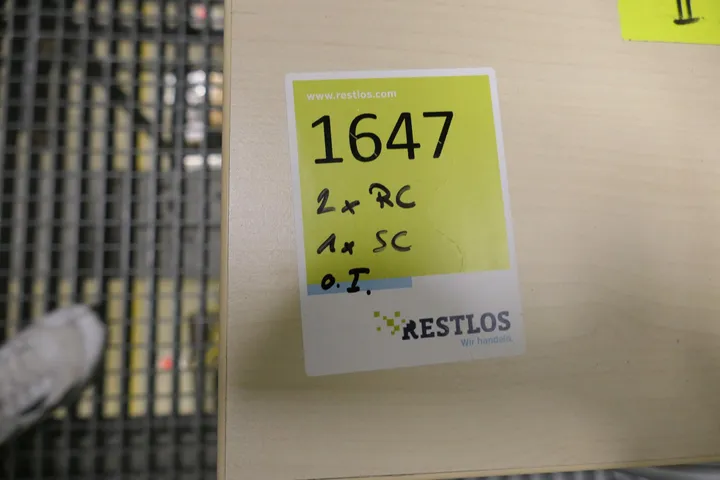 www.restlos.com
1647
2x RC
1x SC
o. I.
RESTLOS
Wir handeln.